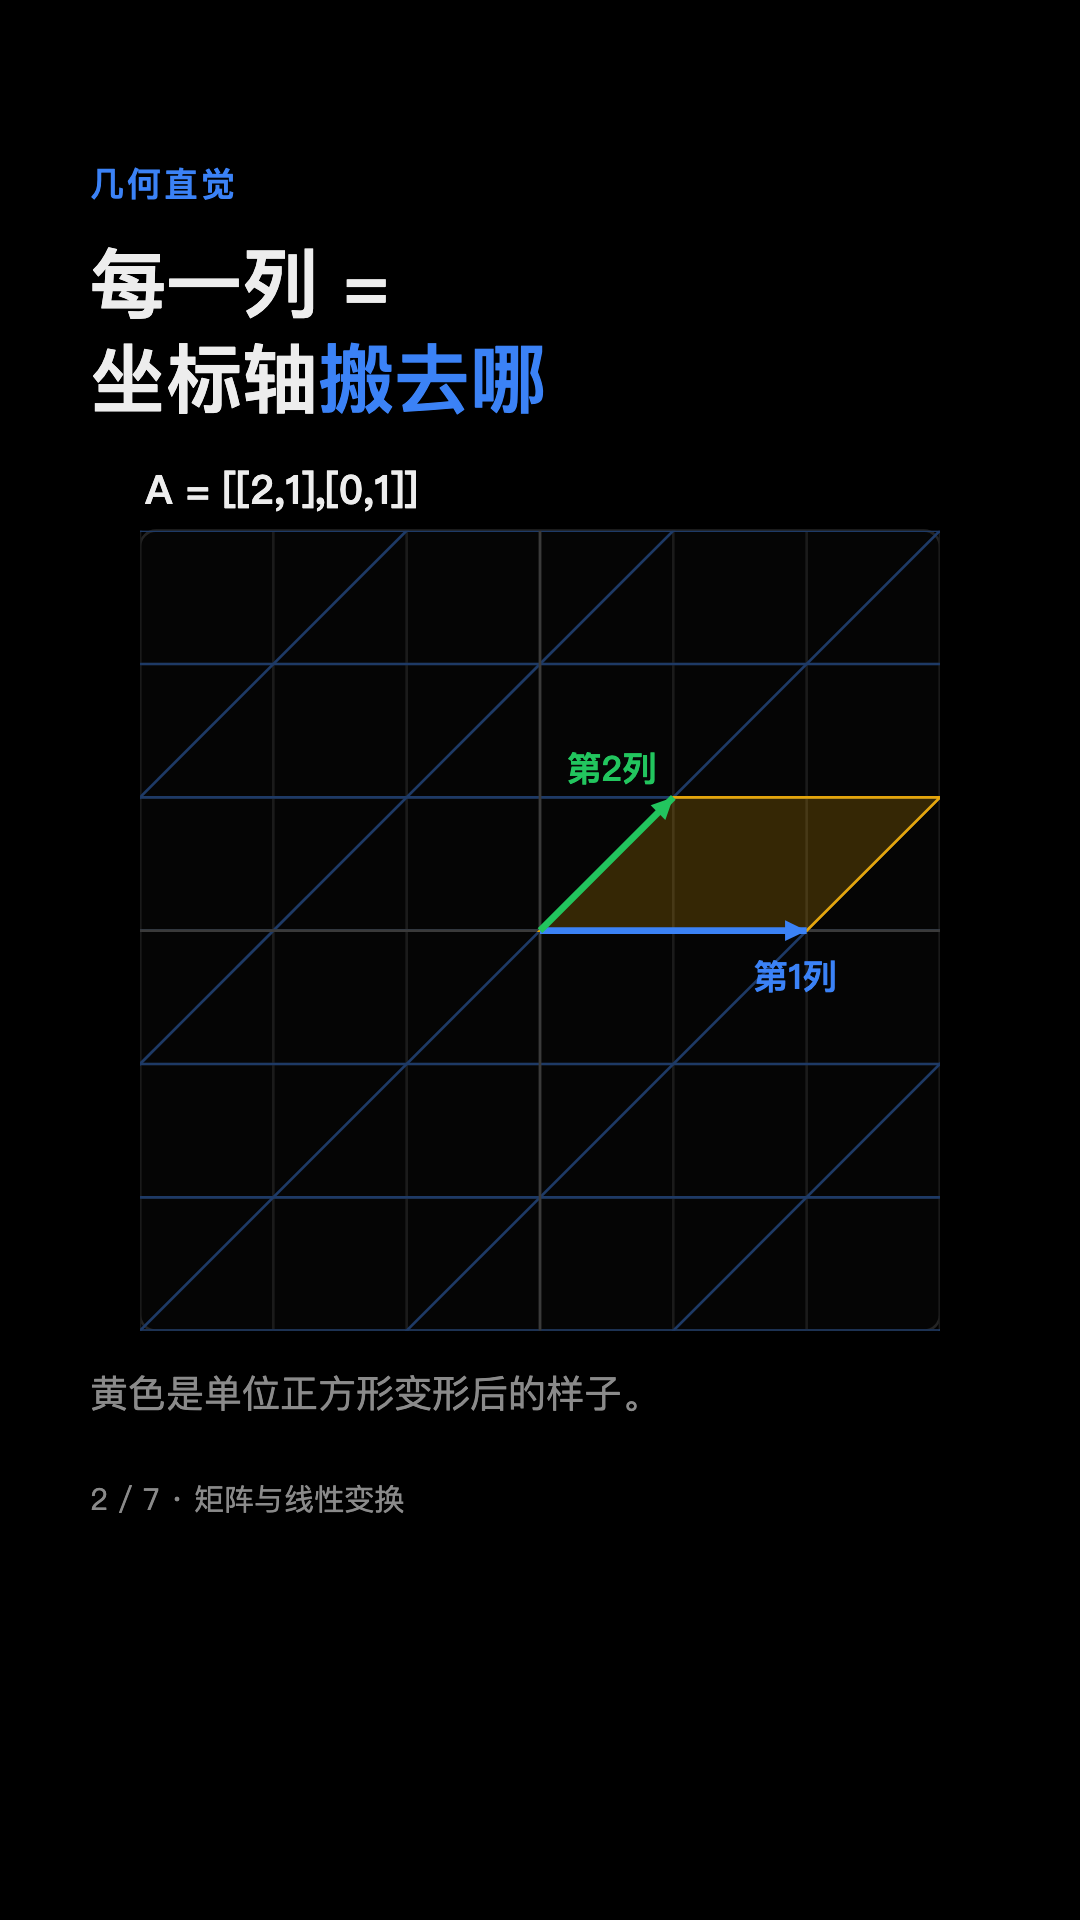 几何直觉
每一列 =
坐标轴搬去哪
A = [[2,1],[0,1]]
第2列
第1列
黄色是单位正方形变形后的样子。
2 / 7 · 矩阵与线性变换